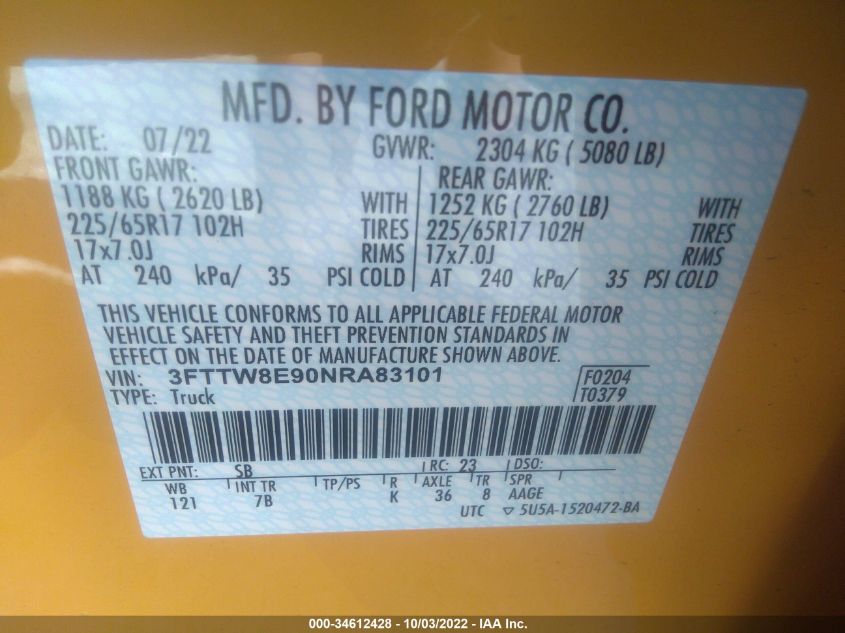 MFD. BY FORD MOTOR CO.
DATE: 07/22 GVWR: 2304 KG ( 5080 LB)
FRONT GAWR: REAR GAWR:
1188 KG ( 2620 LB) WITH 1252 KG ( 2760 LB) WITH
225/65R17 102H TIRES 225/65R17 102H TIRES
17x7.0J RIMS 17x7.0J RIMS
AT 240 kPa/ 35 PSI COLD AT 240 kPa/ 35 PSI COLD
THIS VEHICLE CONFORMS TO ALL APPLICABLE FEDERAL MOTOR
VEHICLE SAFETY AND THEFT PREVENTION STANDARDS IN
EFFECT ON THE DATE OF MANUFACTURE SHOWN ABOVE.
VIN: 3FTTW8E90NRA83101 F0204
TYPE: Truck T0379
EXT PNT: SB RC: 23 DSO:
WB INT TR TP/PS R AXLE TR SPR
121 7B K 36 8 AAGE
UTC ▽ 5U5A-1520472-BA
000-34612428 - 10/03/2022 - IAA Inc.